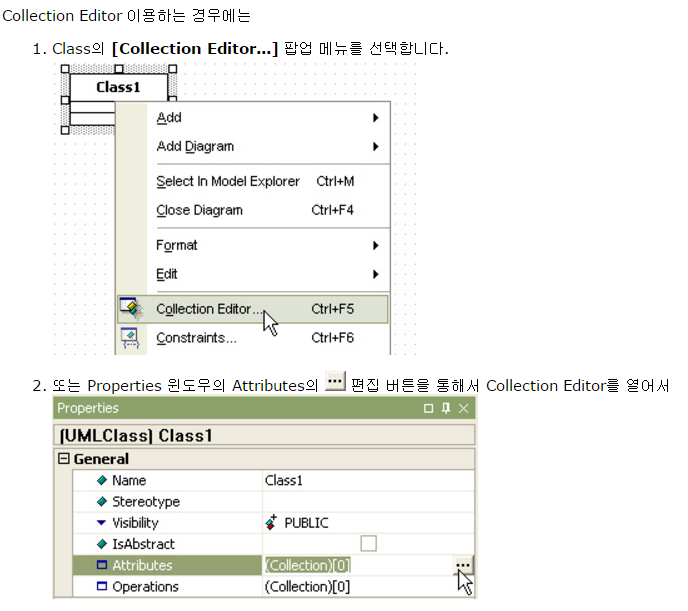 Collection Editor 이용하는 경우에는
1. Class의 [Collection Editor...] 팝업 메뉴를 선택합니다.
Class1
Add
Add Diagram
Select In Model Explorer Ctrl+M
Close Diagram Ctrl+F4
Format
Edit
Collection Editor... Ctrl+F5
Constraints... Ctrl+F6
2. 또는 Properties 윈도우의 Attributes의 ... 편집 버튼을 통해서 Collection Editor를 열어서
Properties
(UMLClass) Class1
General
Name Class1
Stereotype
Visibility PUBLIC
IsAbstract
Attributes (Collection)[0] ...
Operations (Collection)[0]